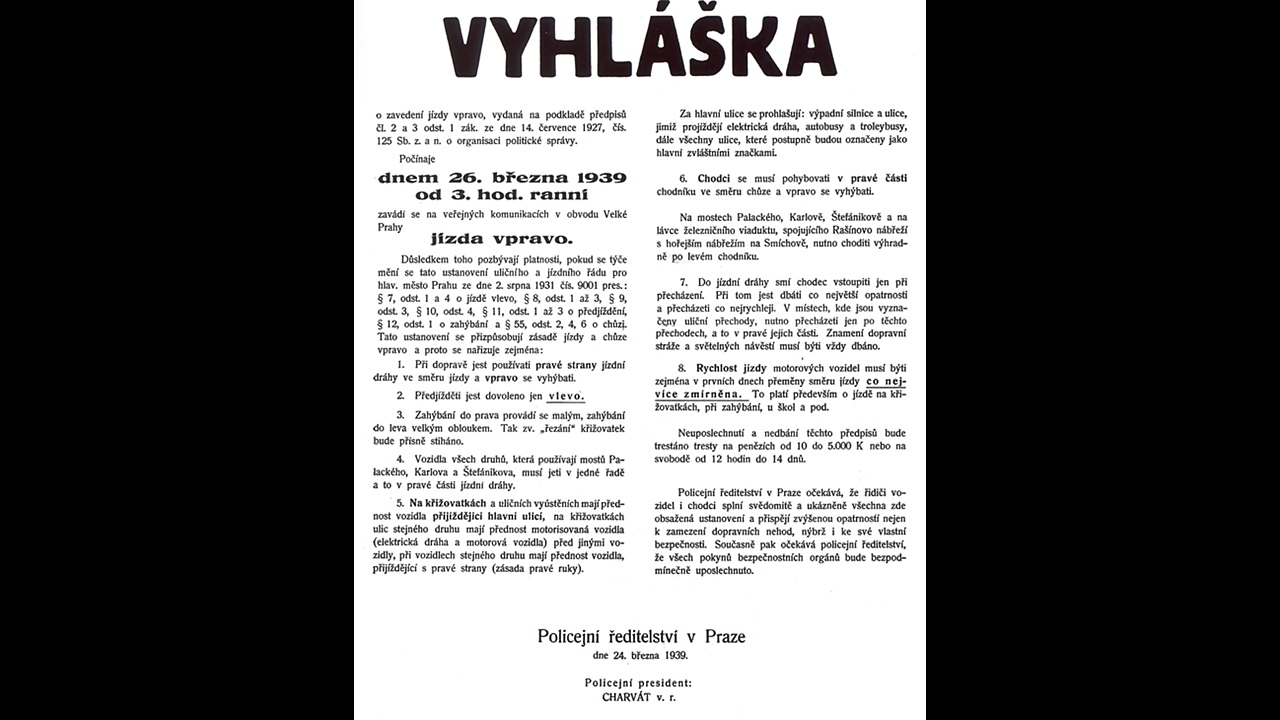 VYHLÁŠKA
o zavedení jízdy vpravo, vydaná na podkladě předpisů
čl. 2 a 3 odst. 1 zák. ze dne 14. července 1927, čís.
125 Sb. z. a n. o organisaci politické správy.
Počínaje
dnem 26. března 1939
od 3. hod. ranní
zavádí se na veřejných komunikacích v obvodu Velké
Prahy
jízda vpravo.
Důsledkem toho pozbývají platnosti, pokud se týče
mění se tato ustanovení uličního a jízdního řádu pro
hlav. město Prahu ze dne 2. srpna 1931 čís. 9001 pres.:
§ 7, odst. 1 a 4 o jízdě vlevo, § 8, odst. 1 až 3, § 9,
odst. 3, § 10, odst. 4, § 11, odst. 1 až 3 o předjíždění,
§ 12, odst. 1 o zahýbání a § 55, odst. 2, 4, 6 o chůzi.
Tato ustanovení se přizpůsobují zásadě jízdy a chůze
vpravo a proto se nařizuje zejména:
1. Při dopravě jest používati pravé strany jízdní
dráhy ve směru jízdy a vpravo se vyhýbati.
2. Předjížděti jest dovoleno jen vlevo.
3. Zahýbání do prava provádí se malým, zahýbání
do leva velkým obloukem. Tak zv. „řezání" křižovatek
bude přísně stiháno.
4. Vozidla všech druhů, která používají mostů Pa-
lackého, Karlova a Štefánikova, musí jeti v jedné řadě
a to v pravé části jízdní dráhy.
5. Na křižovatkách a uličních vyústěních mají před-
nost vozidla přijíždějící hlavní ulicí, na křižovatkách
ulic stejného druhu mají přednost motorisovaná vozidla
(elektrická dráha a motorová vozidla) před jinými vo-
zidly, při vozidlech stejného druhu mají přednost vozidla,
přijíždějící s pravé strany (zásada pravé ruky).
Za hlavní ulice se prohlašují: výpadní silnice a ulice,
jimiž projíždějí elektrická dráha, autobusy a troleybusy,
dále všechny ulice, které postupně budou označeny jako
hlavní zvláštními značkami.
6. Chodci se musí pohybovati v pravé části
chodníku ve směru chůze a vpravo se vyhýbati.
Na mostech Palackého, Karlově, Štefánikově a na
lávce železničního viaduktu, spojujícího Rašínovo nábřeží
s hořejším nábřežím na Smíchově, nutno choditi výhrad-
ně po levém chodníku.
7. Do jízdní dráhy smí chodec vstoupiti jen při
přecházení. Při tom jest dbáti co největší opatrnosti
a přecházeti co nejrychleji. V místech, kde jsou vyzna-
čeny uliční přechody, nutno přecházeti jen po těchto
přechodech, a to v pravé jejich části. Znamení dopravní
stráže a světelných návěstí musí býti vždy dbáno.
8. Rychlost jízdy motorových vozidel musí býti
zejména v prvních dnech přeměny směru jízdy co nej-
více zmírněna. To platí především o jízdě na kři-
žovatkách, při zahýbání, u škol a pod.
Neuposlechnutí a nedbání těchto předpisů bude
trestáno tresty na penězích od 10 do 5.000 K nebo na
svobodě od 12 hodin do 14 dnů.
Policejní ředitelství v Praze očekává, že řidiči vo-
zidel i chodci splní svědomitě a ukázněně všechna zde
obsažená ustanovení a přispějí zvýšenou opatrností nejen
k zamezení dopravních nehod, nýbrž i ke své vlastní
bezpečnosti. Současně pak očekává policejní ředitelství,
že všech pokynů bezpečnostních orgánů bude bezpod-
mínečně uposlechnuto.
Policejní ředitelství v Praze
dne 24. března 1939.
Policejní president:
CHARVÁT v. r.